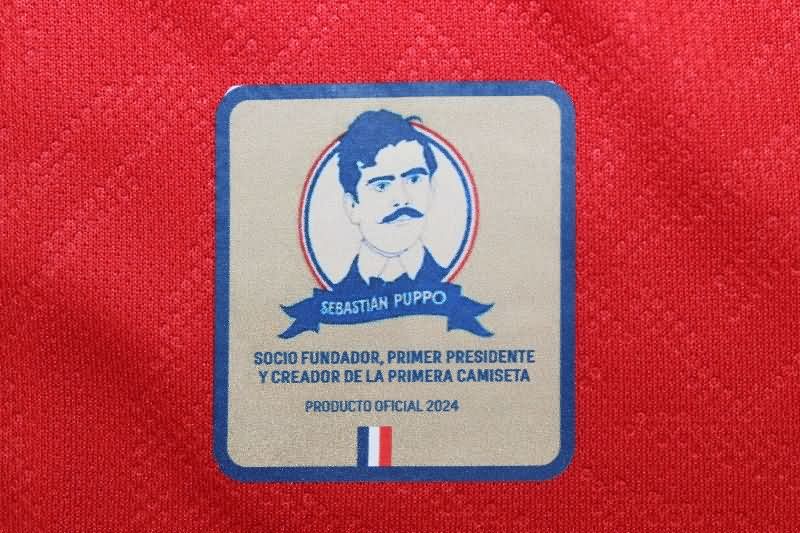 SEBASTIAN PUPPO
SOCIO FUNDADOR, PRIMER PRESIDENTE
Y CREADOR DE LA PRIMERA CAMISETA
PRODUCTO OFICIAL 2024